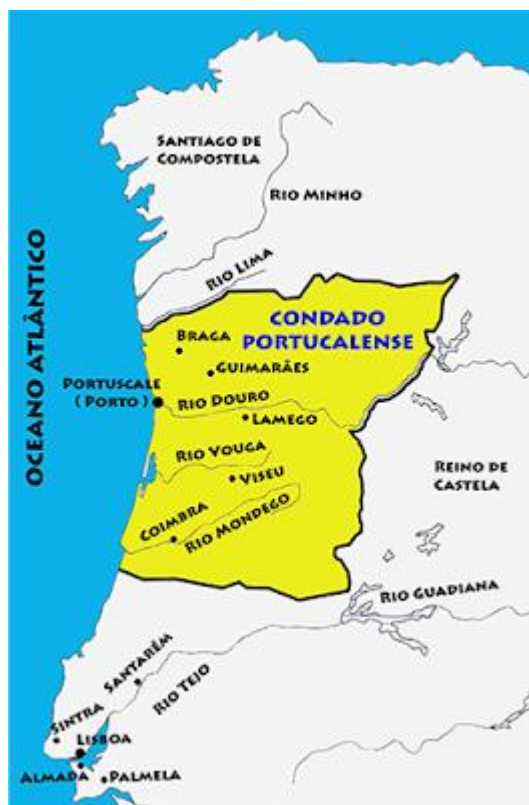 SANTIAGO DE
COMPOSTELA
RIO MINHO
RIO LIMA
OCEANO ATLÂNTICO
CONDADO
PORTUCALENSE
BRAGA
GUIMARÃES
PORTUSCALE
( PORTO )
RIO DOURO
LAMEGO
RIO VOUGA
VISEU
REINO DE
CASTELA
COIMBRA
RIO MONDEGO
RIO GUADIANA
SANTARÉM
RIO TEJO
SINTRA
LISBOA
ALMADA
PALMELA